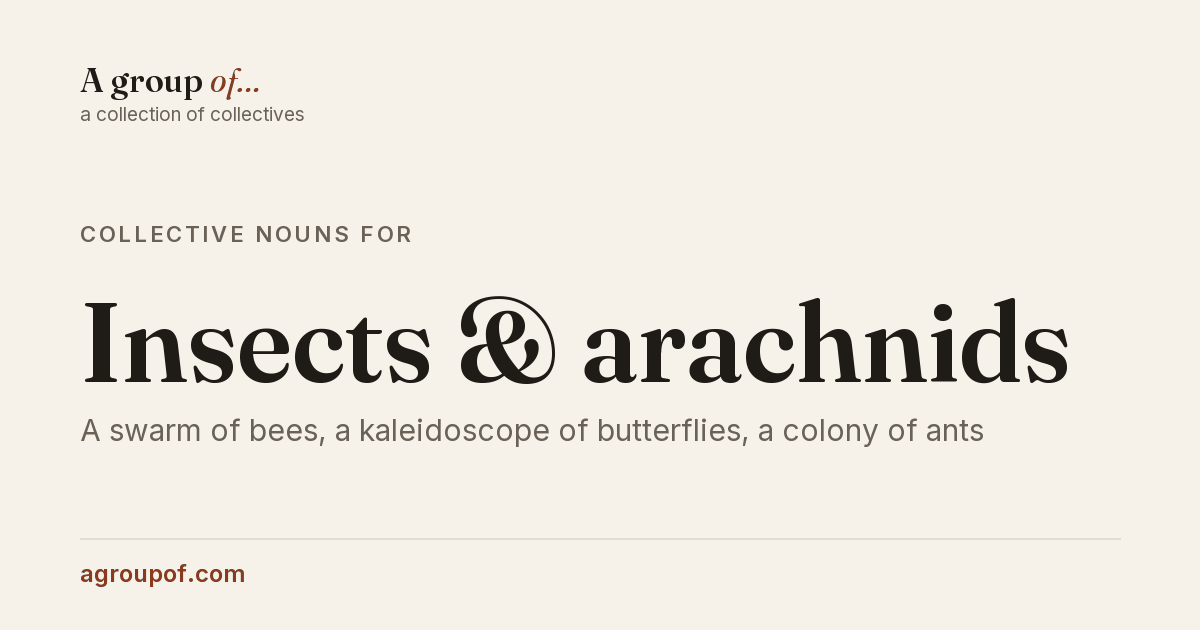 A group of...
a collection of collectives
COLLECTIVE NOUNS FOR
Insects & arachnids
A swarm of bees, a kaleidoscope of butterflies, a colony of ants
agroupof.com